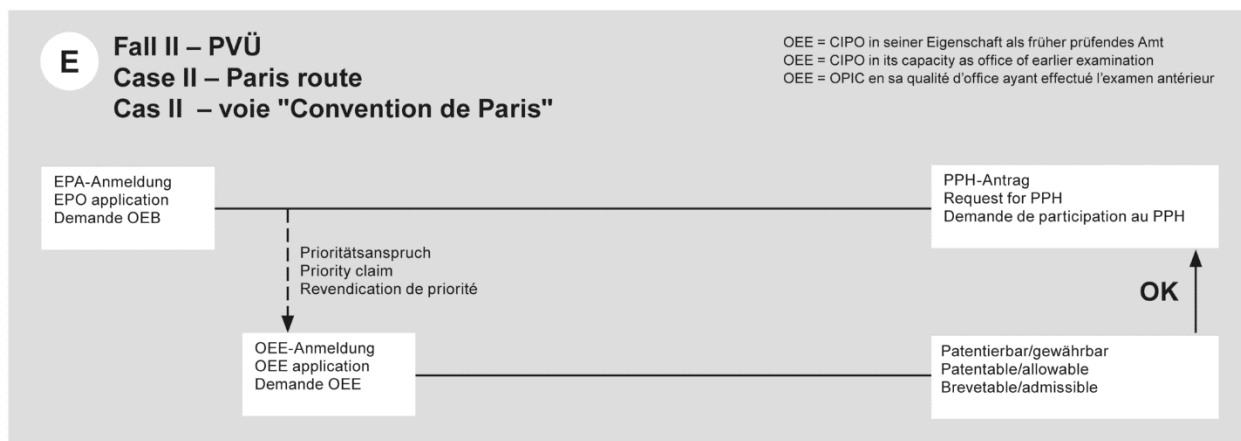 E
Fall II – PVÜ
Case II – Paris route
Cas II – voie "Convention de Paris"
OEE = CIPO in seiner Eigenschaft als früher prüfendes Amt
OEE = CIPO in its capacity as office of earlier examination
OEE = OPIC en sa qualité d'office ayant effectué l'examen antérieur
EPA-Anmeldung
EPO application
Demande OEB
PPH-Antrag
Request for PPH
Demande de participation au PPH
Prioritätsanspruch
Priority claim
Revendication de priorité
OK
OEE-Anmeldung
OEE application
Demande OEE
Patentierbar/gewährbar
Patentable/allowable
Brevetable/admissible